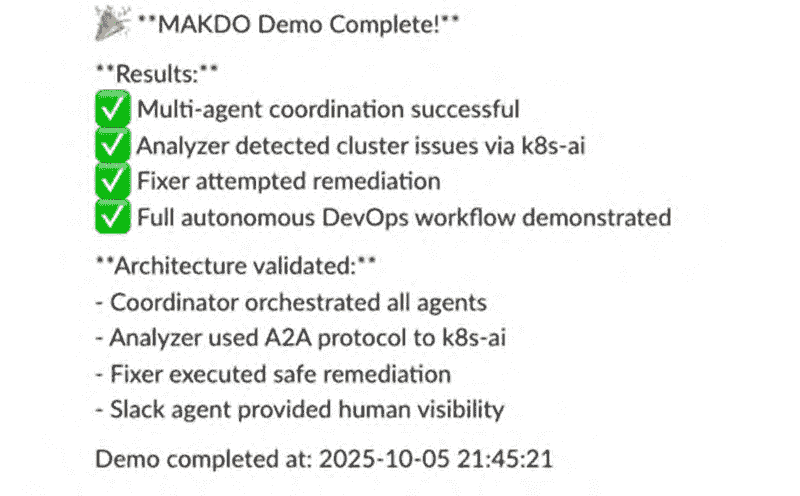 🎉 **MAKDO Demo Complete!**
**Results:**
✅ Multi-agent coordination successful
✅ Analyzer detected cluster issues via k8s-ai
✅ Fixer attempted remediation
✅ Full autonomous DevOps workflow demonstrated
**Architecture validated:**
- Coordinator orchestrated all agents
- Analyzer used A2A protocol to k8s-ai
- Fixer executed safe remediation
- Slack agent provided human visibility
Demo completed at: 2025-10-05 21:45:21